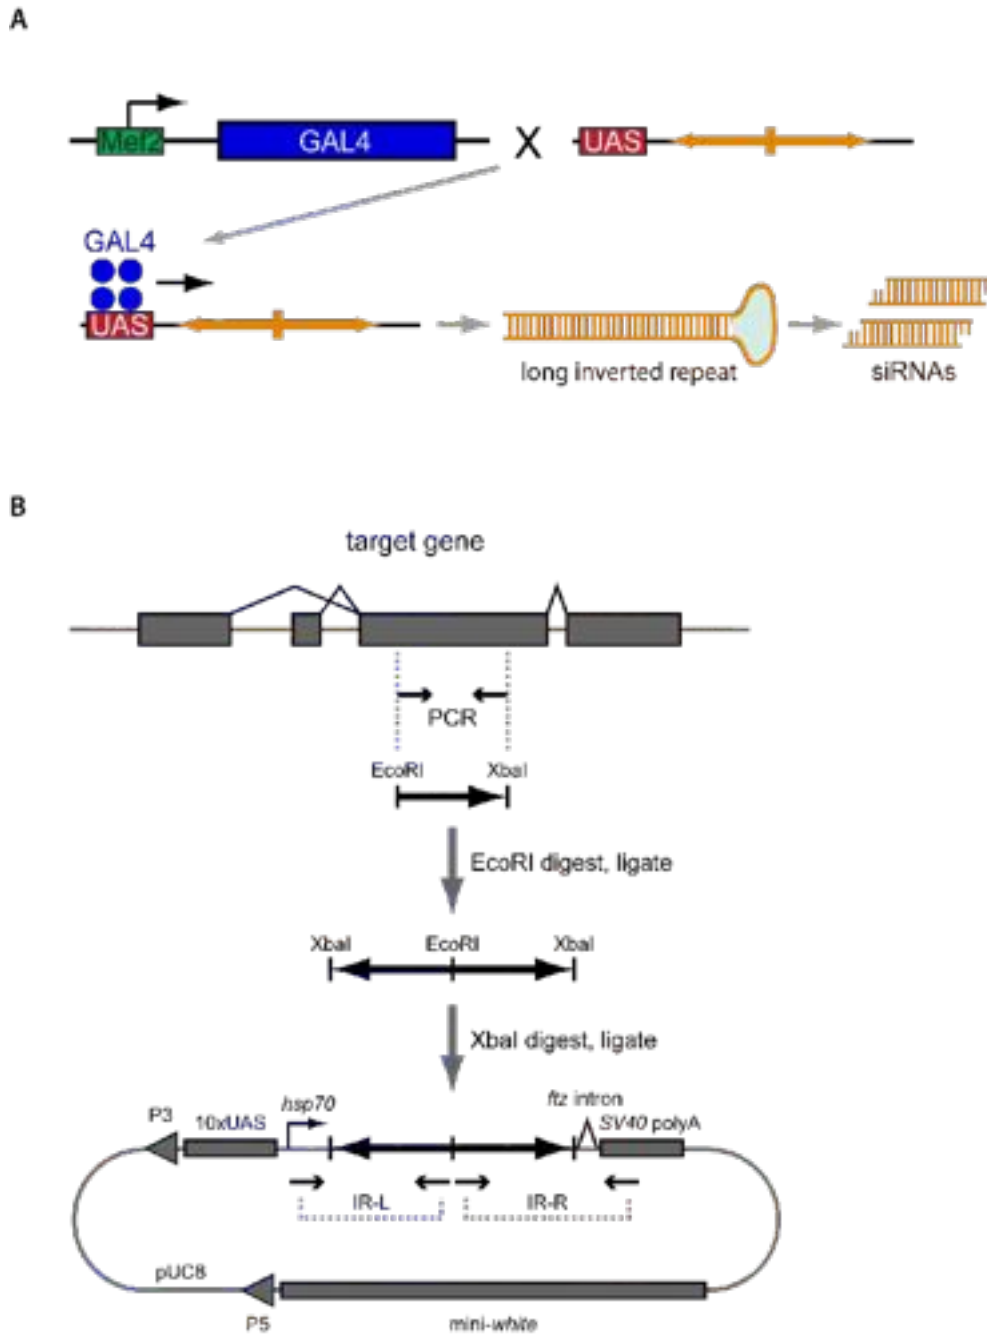 A
Mef2
GAL4
X
UAS
GAL4
UAS
long inverted repeat
siRNAs
B
target gene
PCR
EcoRI
XbaI
EcoRI digest, ligate
XbaI
EcoRI
XbaI
XbaI digest, ligate
P3
10xUAS
hsp70
ftz intron
SV40 polyA
IR-L
IR-R
pUC8
P5
mini-white